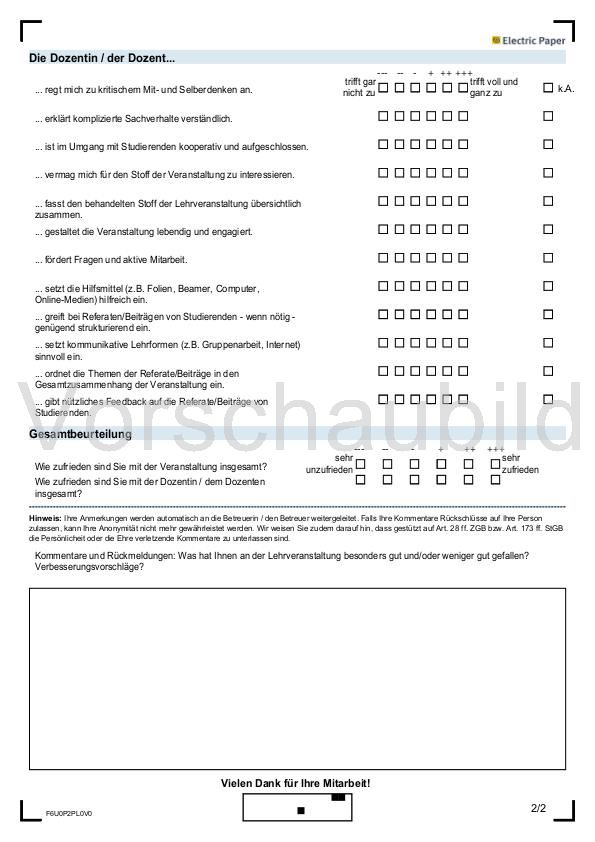 Electric Paper
Die Dozentin / der Dozent...
--- -- - + ++ +++
trifft gar trifft voll und
... regt mich zu kritischem Mit- und Selberdenken an. nicht zu ganz zu k.A.
... erklärt komplizierte Sachverhalte verständlich.
... ist im Umgang mit Studierenden kooperativ und aufgeschlossen.
... vermag mich für den Stoff der Veranstaltung zu interessieren.
... fasst den behandelten Stoff der Lehrveranstaltung übersichtlich
zusammen.
... gestaltet die Veranstaltung lebendig und engagiert.
... fördert Fragen und aktive Mitarbeit.
... setzt die Hilfsmittel (z.B. Folien, Beamer, Computer,
Online-Medien) hilfreich ein.
... greift bei Referaten/Beiträgen von Studierenden - wenn nötig -
genügend strukturierend ein.
... setzt kommunikative Lehrformen (z.B. Gruppenarbeit, Internet)
sinnvoll ein.
... ordnet die Themen der Referate/Beiträge in den
Gesamtzusammenhang der Veranstaltung ein.
... gibt nützliches Feedback auf die Referate/Beiträge von
Studierenden.
Vorschaubild
Gesamtbeurteilung
--- -- - + ++ +++
sehr sehr
Wie zufrieden sind Sie mit der Veranstaltung insgesamt? unzufrieden zufrieden
Wie zufrieden sind Sie mit der Dozentin / dem Dozenten
insgesamt?
Hinweis: Ihre Anmerkungen werden automatisch an die Betreuerin / den Betreuer weitergeleitet. Falls Ihre Kommentare Rückschlüsse auf Ihre Person
zulassen, kann Ihre Anonymität nicht mehr gewährleistet werden. Wir weisen Sie zudem darauf hin, dass gestützt auf Art. 28 ff. ZGB bzw. Art. 173 ff. StGB
die Persönlichkeit oder die Ehre verletzende Kommentare zu unterlassen sind.
Kommentare und Rückmeldungen: Was hat Ihnen an der Lehrveranstaltung besonders gut und/oder weniger gut gefallen?
Verbesserungsvorschläge?
Vielen Dank für Ihre Mitarbeit!
F6U0P2PL0V0
2/2